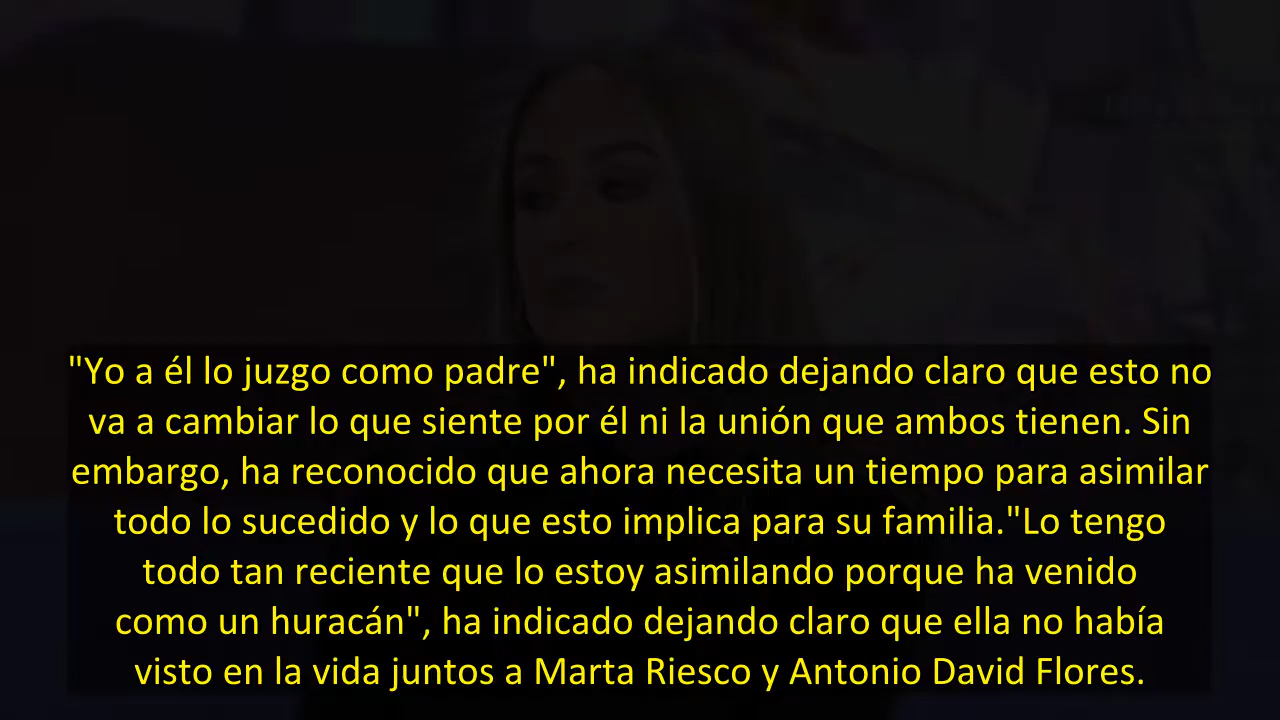 "Yo a él lo juzgo como padre", ha indicado dejando claro que esto no
va a cambiar lo que siente por él ni la unión que ambos tienen. Sin
embargo, ha reconocido que ahora necesita un tiempo para asimilar
todo lo sucedido y lo que esto implica para su familia."Lo tengo
todo tan reciente que lo estoy asimilando porque ha venido
como un huracán", ha indicado dejando claro que ella no había
visto en la vida juntos a Marta Riesco y Antonio David Flores.